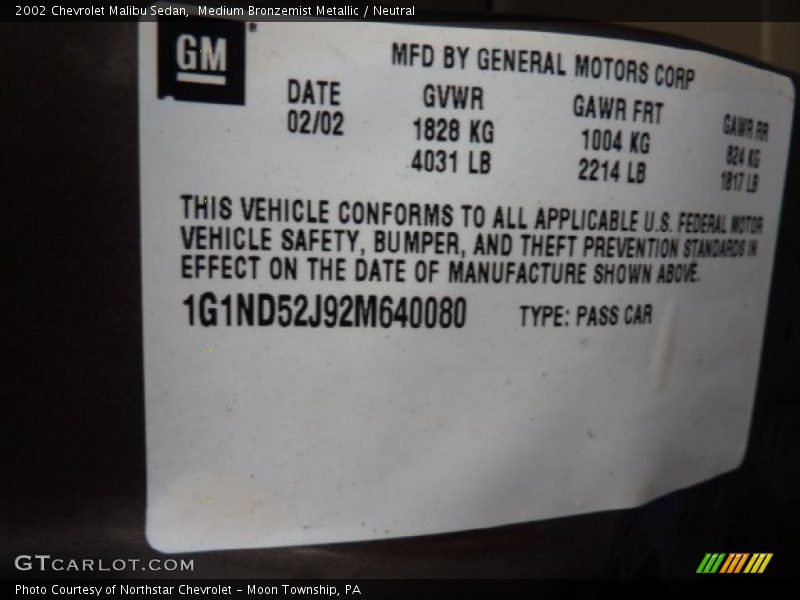 2002 Chevrolet Malibu Sedan, Medium Bronzemist Metallic / Neutral
GM ®
MFD BY GENERAL MOTORS CORP
DATE GVWR GAWR FRT GAWR RR
02/02 1828 KG 1004 KG 824 KG
4031 LB 2214 LB 1817 LB
THIS VEHICLE CONFORMS TO ALL APPLICABLE U.S. FEDERAL MOTOR
VEHICLE SAFETY, BUMPER, AND THEFT PREVENTION STANDARDS IN
EFFECT ON THE DATE OF MANUFACTURE SHOWN ABOVE.
1G1ND52J92M640080 TYPE: PASS CAR
GTCARLOT.COM
Photo Courtesy of Northstar Chevrolet - Moon Township, PA